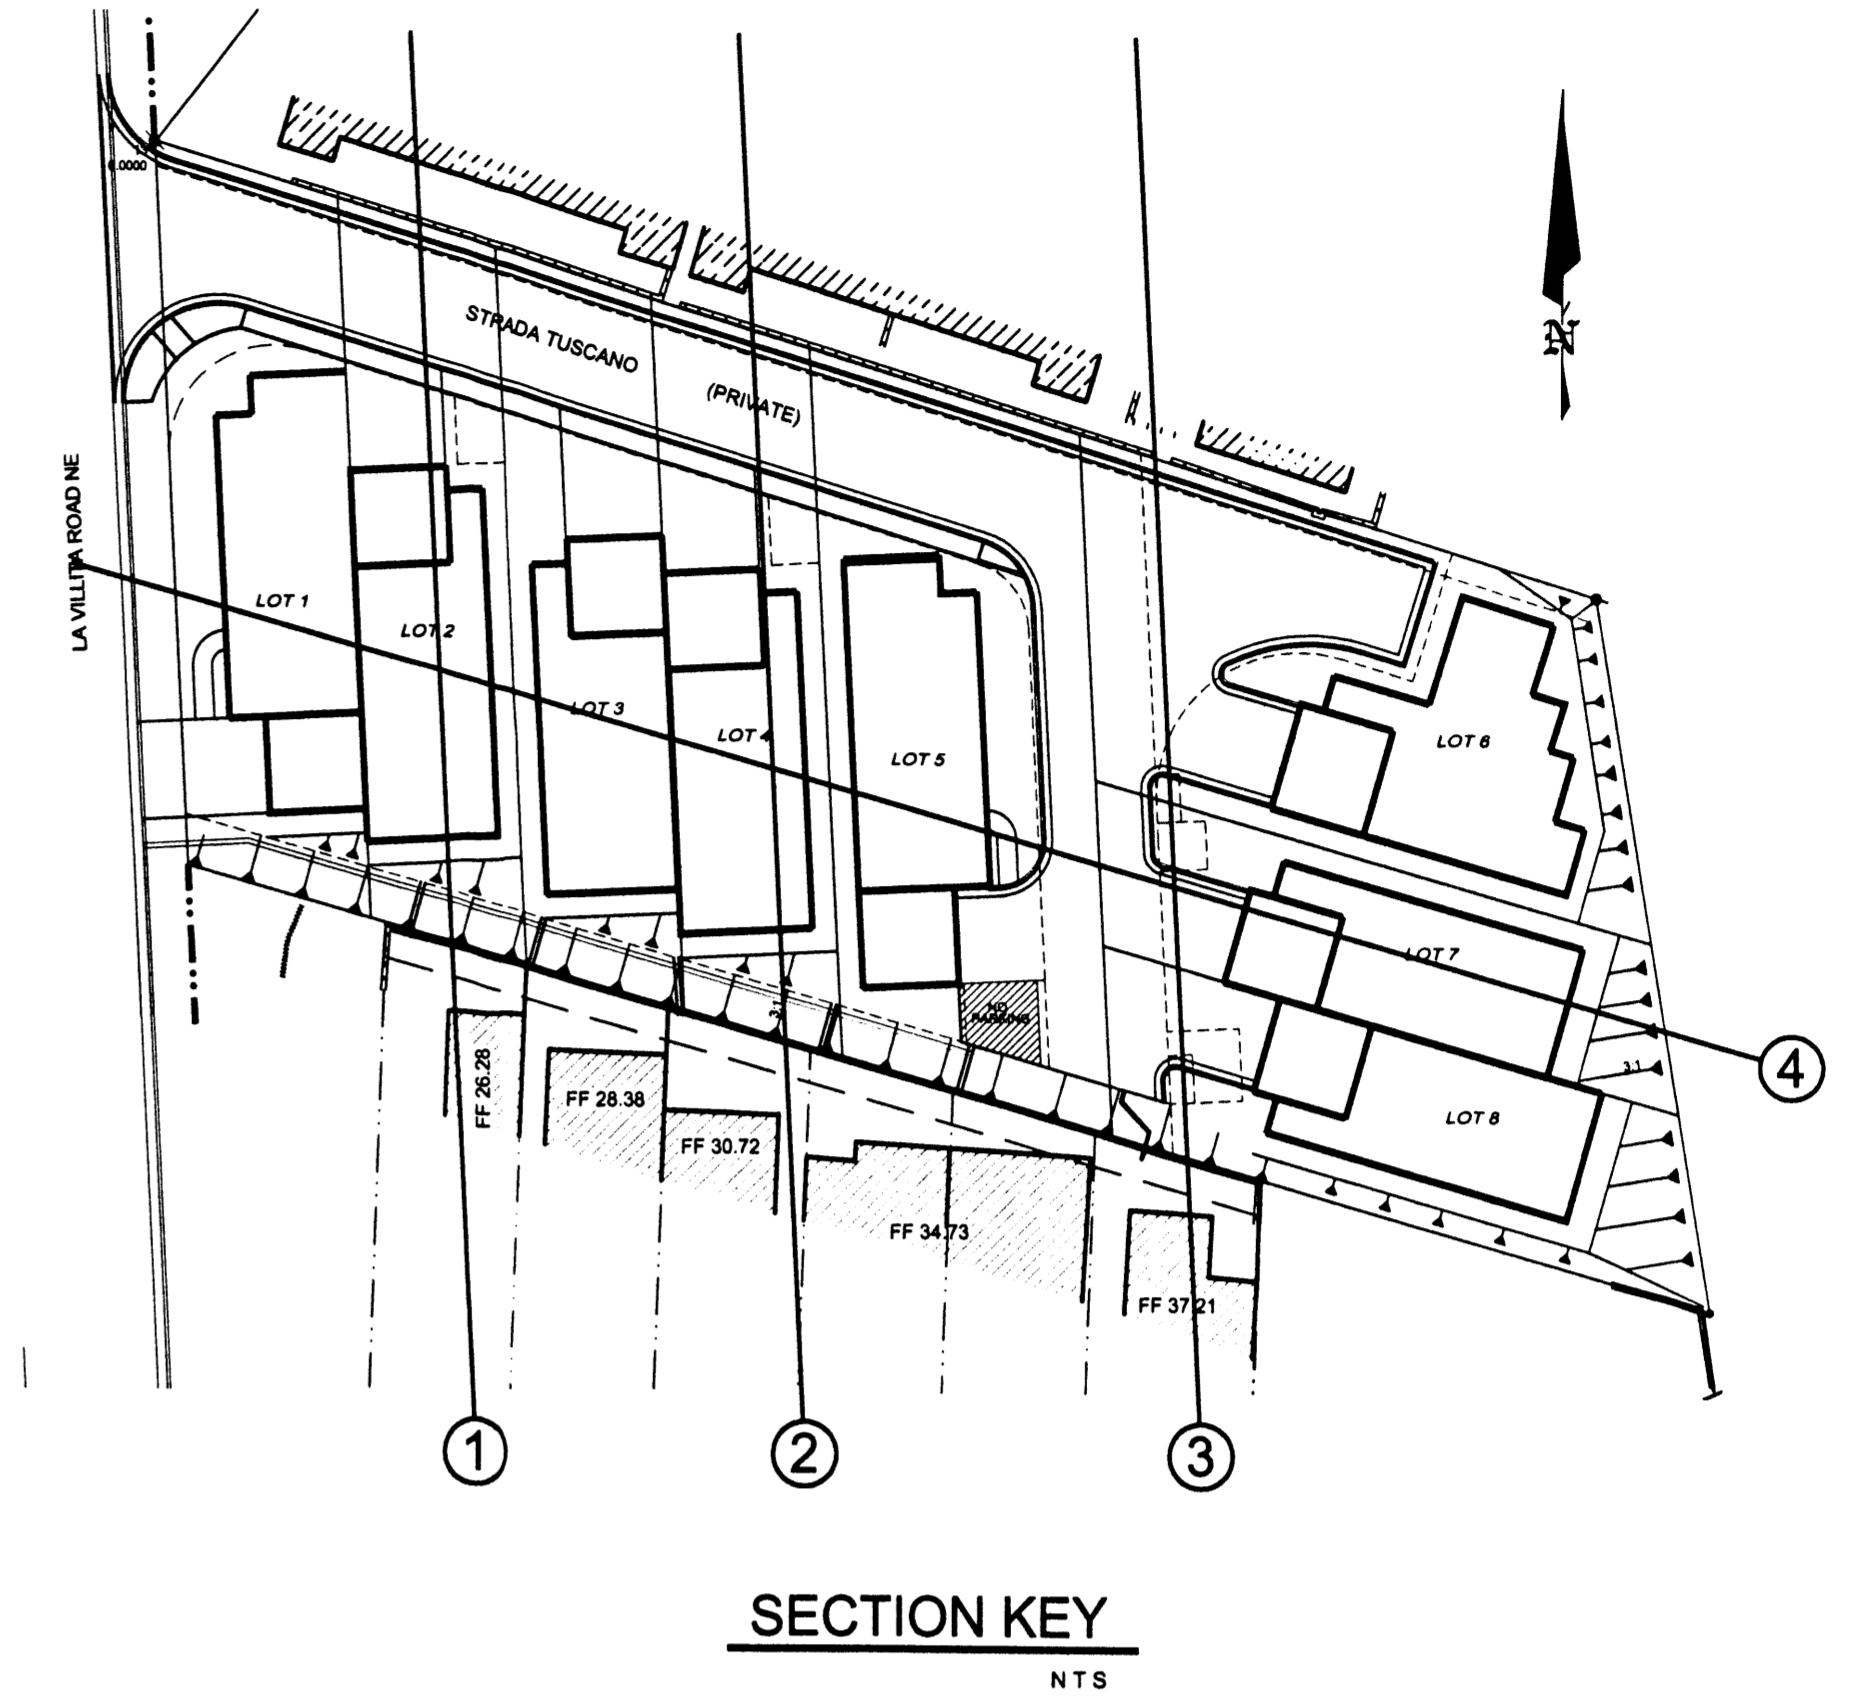 0.0000
STRADA TUSCANO
(PRIVATE)
N
LA VILLITA ROAD NE
LOT 1
LOT 2
LOT 3
LOT 4
LOT 5
LOT 6
LOT 7
LOT 8
NO
PARKING
3:1
3:1
FF 26.28
FF 28.38
FF 30.72
FF 34.73
FF 37.21
1
2
3
4
SECTION KEY
NTS